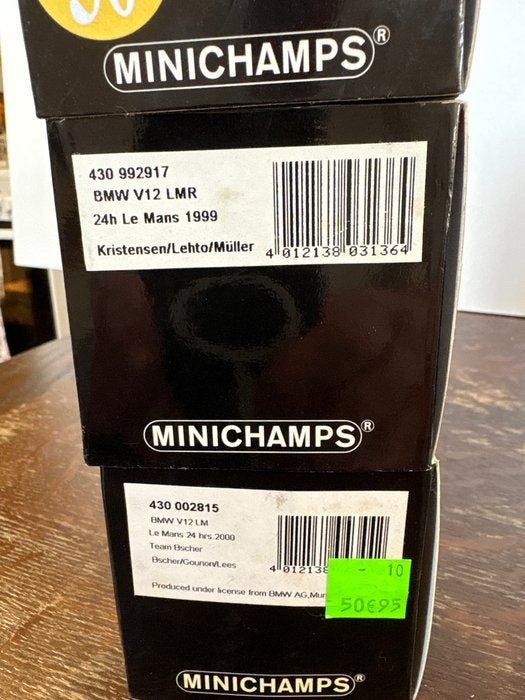 MINICHAMPS®
430 992917
BMW V12 LMR
24h Le Mans 1999
Kristensen/Lehto/Müller
4 012138 031364
MINICHAMPS®
430 002815
BMW V12 LM
Le Mans 24 hrs.2000
Team Bscher
Bscher/Gounon/Lees
4 012138
- 10
50€95
Produced under license from BMW AG,Mun
MINICHAMPS®